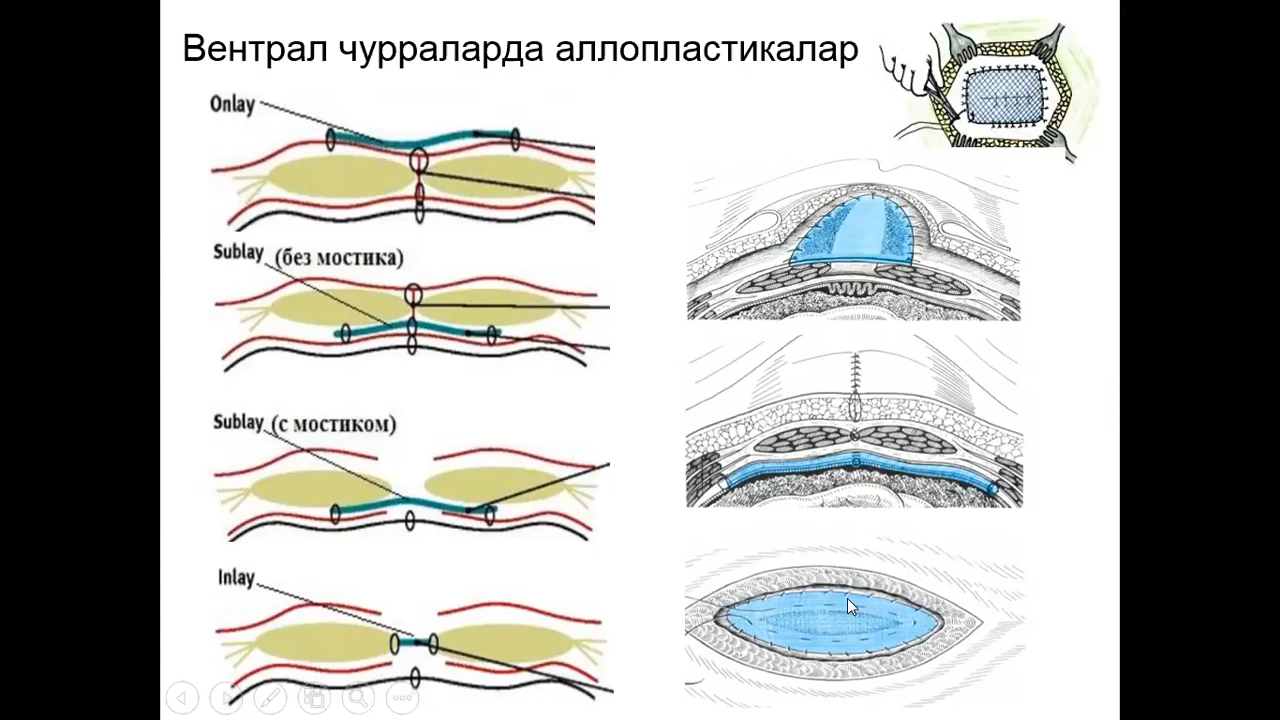 Вентрал чурраларда аллопластикалар
Onlay
Sublay (без мостика)
Sublay (с мостиком)
Inlay